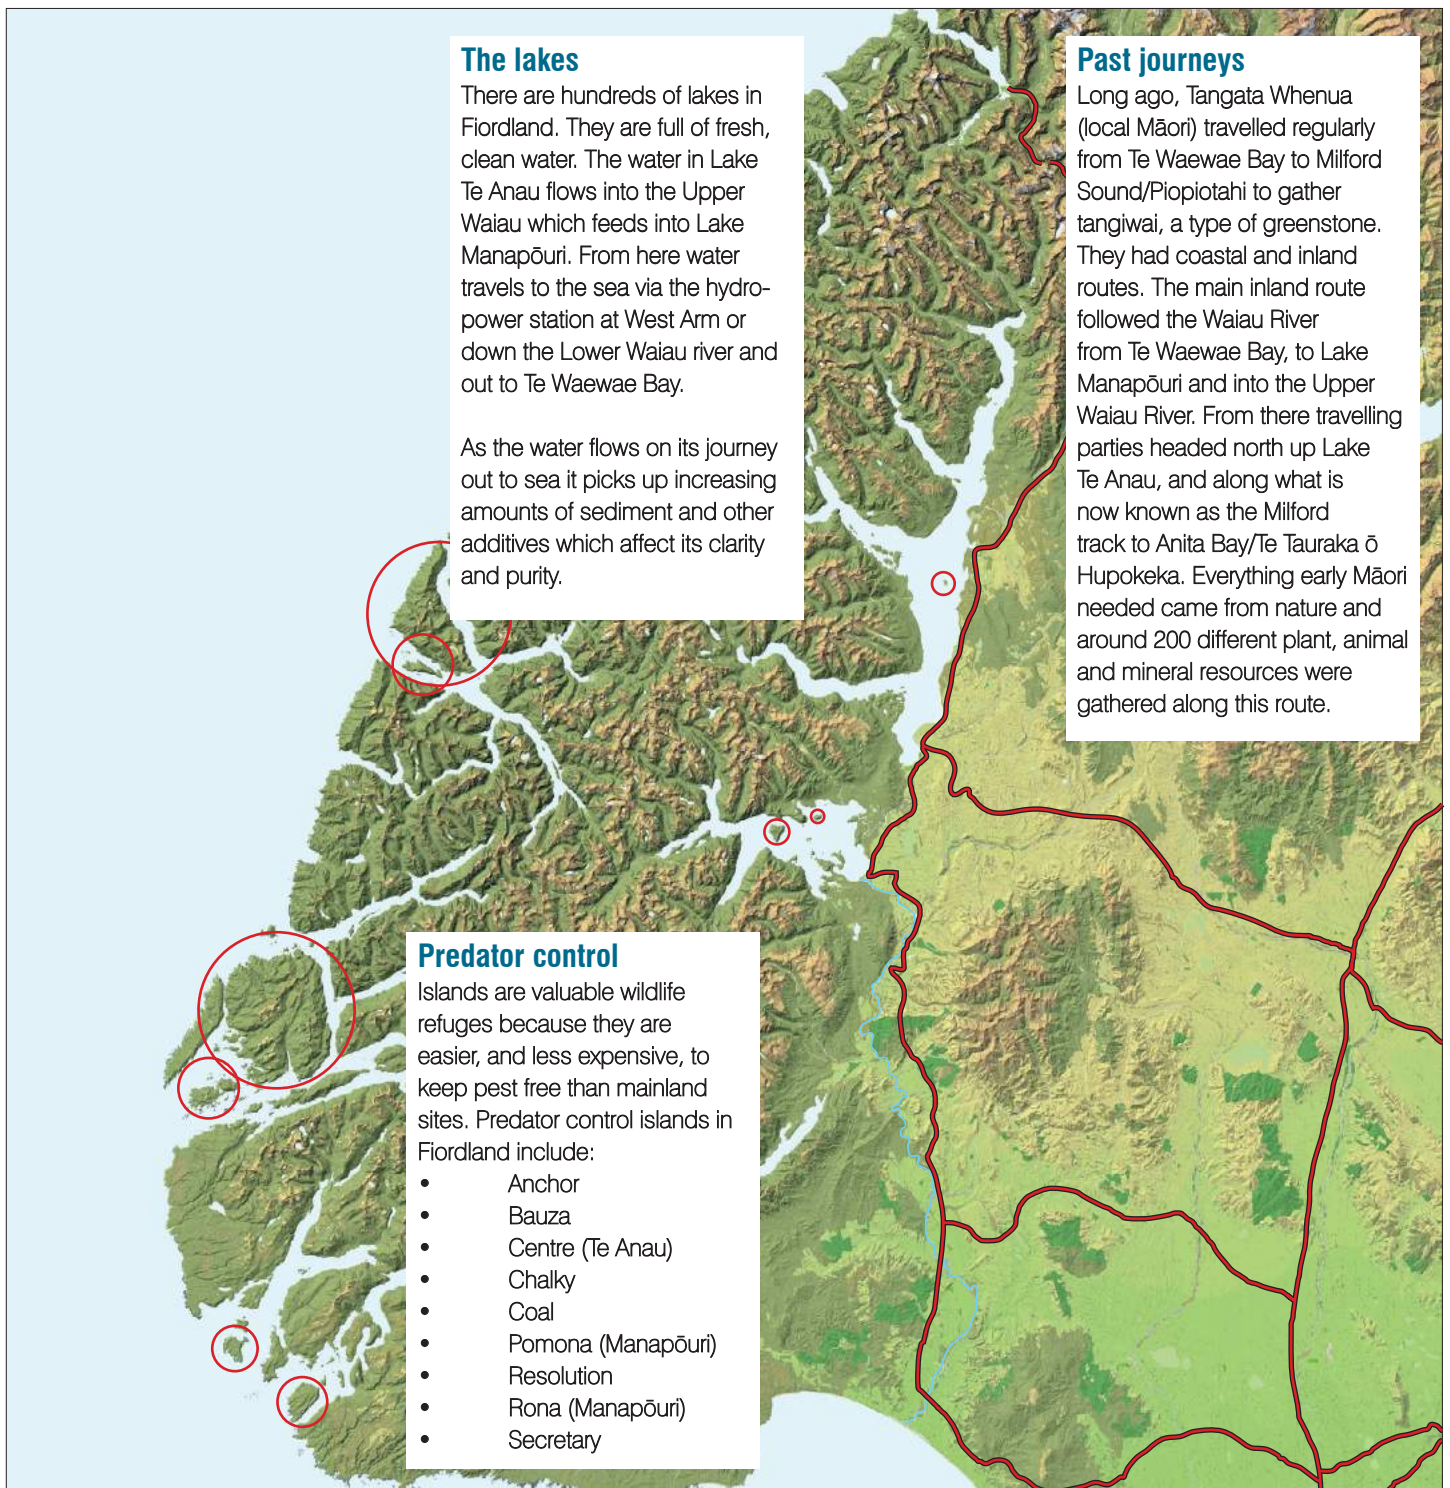 The lakes
There are hundreds of lakes in
Fiordland. They are full of fresh,
clean water. The water in Lake
Te Anau flows into the Upper
Waiau which feeds into Lake
Manapōuri. From here water
travels to the sea via the hydro-
power station at West Arm or
down the Lower Waiau river and
out to Te Waewae Bay.
As the water flows on its journey
out to sea it picks up increasing
amounts of sediment and other
additives which affect its clarity
and purity.
Past journeys
Long ago, Tangata Whenua
(local Māori) travelled regularly
from Te Waewae Bay to Milford
Sound/Piopiotahi to gather
tangiwai, a type of greenstone.
They had coastal and inland
routes. The main inland route
followed the Waiau River
from Te Waewae Bay, to Lake
Manapōuri and into the Upper
Waiau River. From there travelling
parties headed north up Lake
Te Anau, and along what is
now known as the Milford
track to Anita Bay/Te Tauraka ō
Hupokeka. Everything early Māori
needed came from nature and
around 200 different plant, animal
and mineral resources were
gathered along this route.
Predator control
Islands are valuable wildlife
refuges because they are
easier, and less expensive, to
keep pest free than mainland
sites. Predator control islands in
Fiordland include:
• Anchor
• Bauza
• Centre (Te Anau)
• Chalky
• Coal
• Pomona (Manapōuri)
• Resolution
• Rona (Manapōuri)
• Secretary